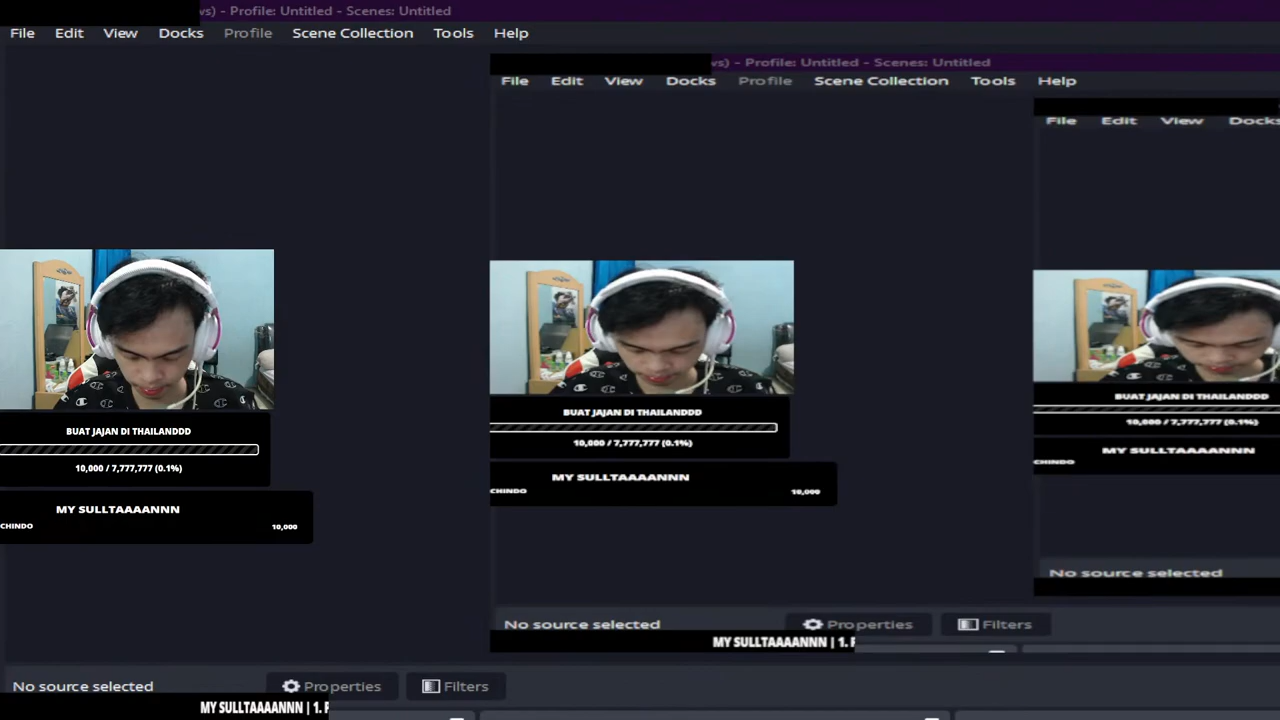 vs) - Profile: Untitled - Scenes: Untitled
File Edit View Docks Profile Scene Collection Tools Help
vs) - Profile: Untitled - Scenes: Untitled
File Edit View Docks Profile Scene Collection Tools Help
File Edit View Docks
BUAT JAJAN DI THAILANDDD
10,000 / 7,777,777 (0.1%)
MY SULLTAAAANNN
CHINDO 10,000
BUAT JAJAN DI THAILANDDD
10,000 / 7,777,777 (0.1%)
MY SULLTAAAANNN
CHINDO 10,000
BUAT JAJAN DI THAILANDDD
10,000 / 7,777,777 (0.1%)
MY SULLTAAAANNN
CHINDO
No source selected
No source selected Properties Filters
MY SULLTAAAANNN | 1.
No source selected Properties Filters
MY SULLTAAAANNN | 1.